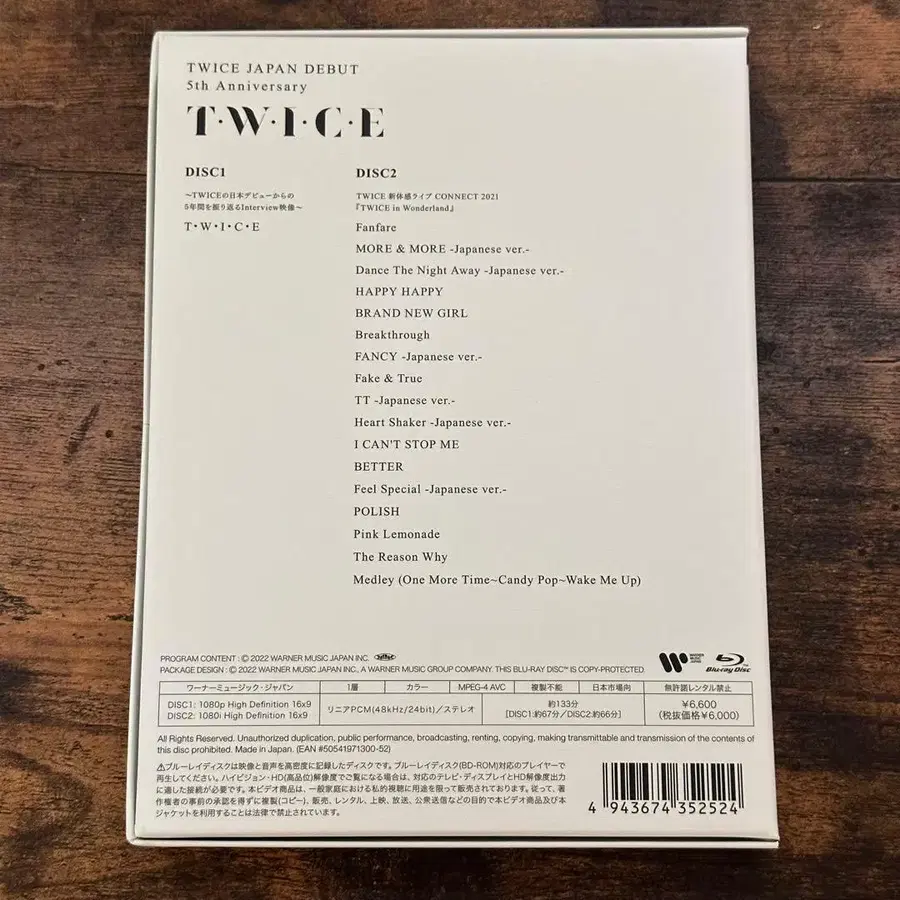 TWICE JAPAN DEBUT
5th Anniversary
T·W·I·C·E
DISC1
～TWICEの日本デビューからの
5年間を振り返るInterview映像～
T・W・I・C・E
DISC2
TWICE 新体感ライブ CONNECT 2021
『TWICE in Wonderland』
Fanfare
MORE & MORE -Japanese ver.-
Dance The Night Away -Japanese ver.-
HAPPY HAPPY
BRAND NEW GIRL
Breakthrough
FANCY -Japanese ver.-
Fake & True
TT -Japanese ver.-
Heart Shaker -Japanese ver.-
I CAN'T STOP ME
BETTER
Feel Special -Japanese ver.-
POLISH
Pink Lemonade
The Reason Why
Medley (One More Time~Candy Pop~Wake Me Up)
PROGRAM CONTENT : Ⓟ 2022 WARNER MUSIC JAPAN INC.
PACKAGE DESIGN : © 2022 WARNER MUSIC JAPAN INC., A WARNER MUSIC GROUP COMPANY. THIS BLU-RAY DISC™ IS COPY-PROTECTED.
WARNER MUSIC JAPAN
Blu-ray Disc
ワーナーミュージック・ジャパン 1層 カラー MPEG-4 AVC 複製不能 日本市場向 無許諾レンタル禁止
DISC1: 1080p High Definition 16x9
DISC2: 1080i High Definition 16x9
リニアPCM(48kHz/24bit)/ステレオ
約133分
[DISC1:約67分/DISC2:約66分]
¥6,600
(税抜価格¥6,000)
All Rights Reserved. Unauthorized duplication, public performance, broadcasting, renting, copying, making transmittable and transmission of the contents of
this disc prohibited. Made in Japan. (EAN #50541971300-52)
⚠ブルーレイディスクは映像と音声を高密度に記録したディスクです。ブルーレイディスク(BD-ROM)対応のプレイヤーで
再生してください。ハイビジョン・HD(高品位)解像度でご覧になる場合は、対応のテレビ・ディスプレイとHD解像度出力
に適した接続が必要です。本ビデオ商品は、一般家庭における私的視聴に用途を限って販売されております。従って、著
作権者の事前の承認を得ずに複製(コピー)、販売、レンタル、上映、放送、公衆送信などの目的で本ビデオ商品及び本
ジャケットを利用することは法律で禁止されています。
4 943674 352524